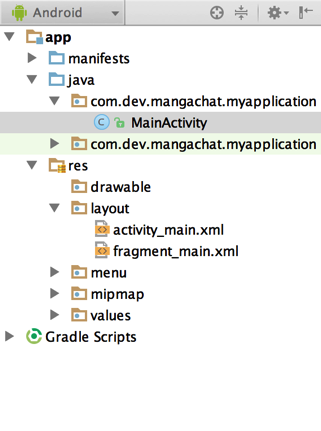 Android
app
manifests
java
com.dev.mangachat.myapplication
C MainActivity
com.dev.mangachat.myapplication
res
drawable
layout
activity_main.xml
fragment_main.xml
menu
mipmap
values
Gradle Scripts